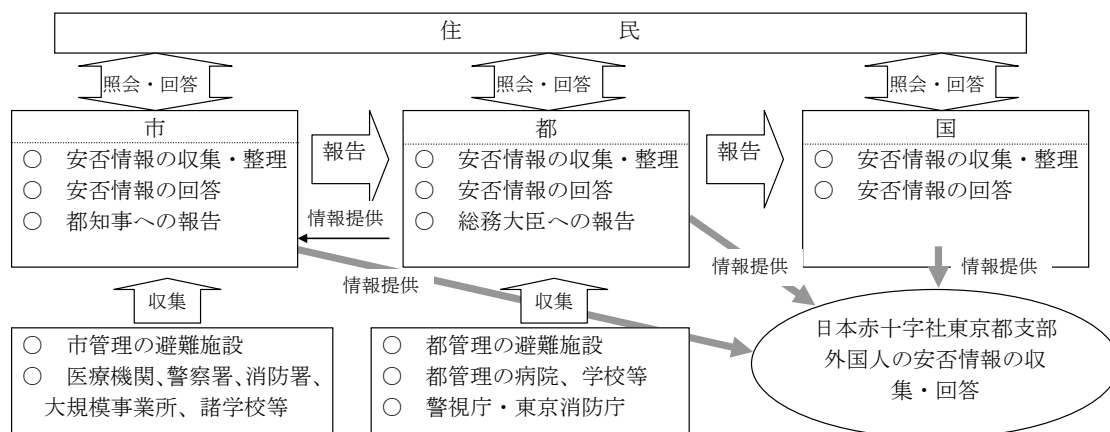 住　　　　民
照会・回答
照会・回答
照会・回答
市
○　安否情報の収集・整理
○　安否情報の回答
○　都知事への報告
報告
都
○　安否情報の収集・整理
○　安否情報の回答
○　総務大臣への報告
報告
国
○　安否情報の収集・整理
○　安否情報の回答
情報提供
情報提供
情報提供
情報提供
収集
収集
○　市管理の避難施設
○　医療機関、警察署、消防署、
大規模事業所、諸学校等
○　都管理の避難施設
○　都管理の病院、学校等
○　警視庁・東京消防庁
日本赤十字社東京都支部
外国人の安否情報の収
集・回答